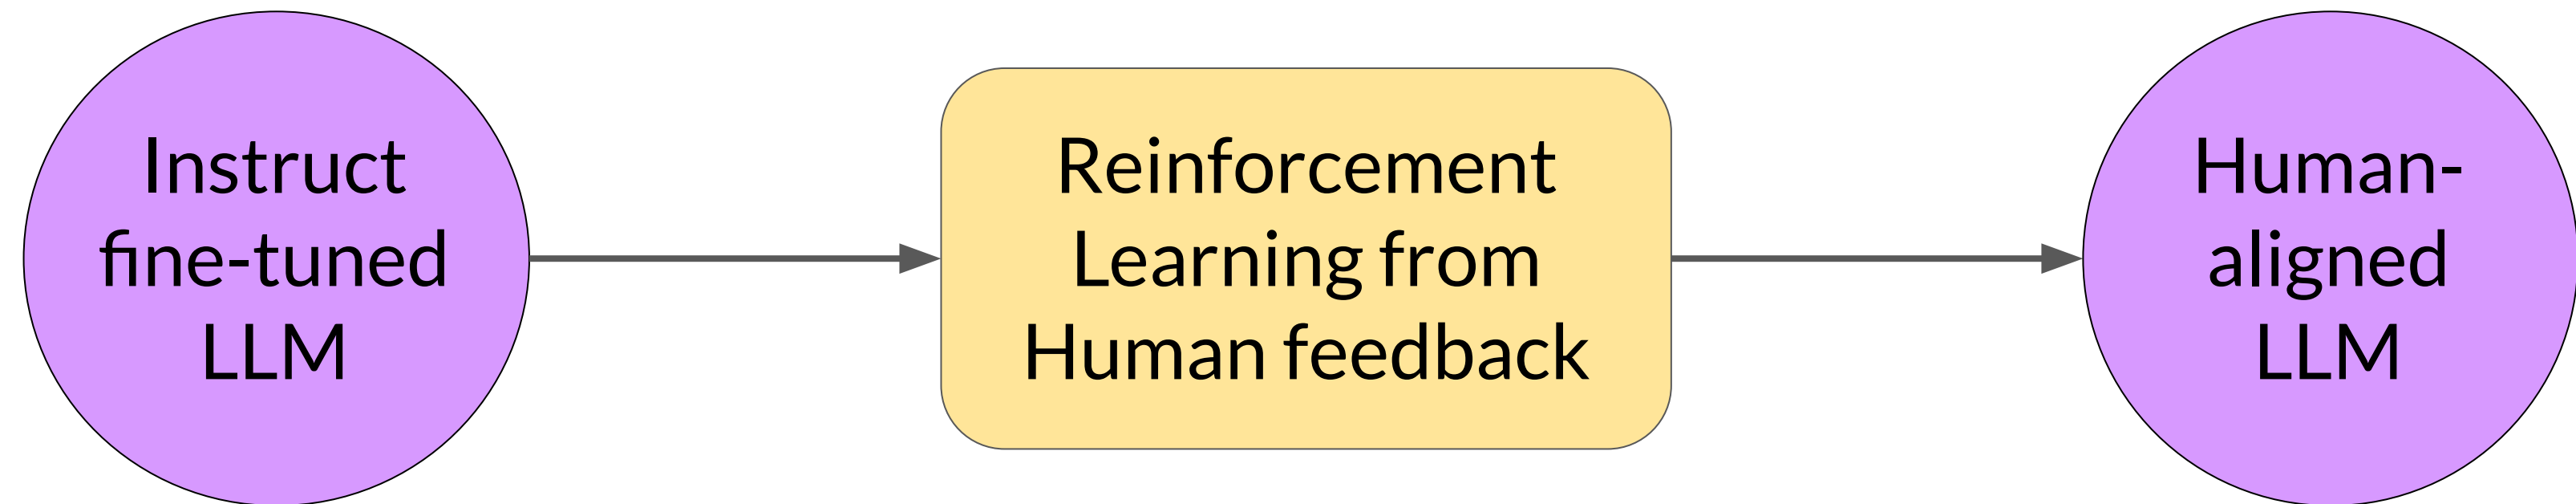 Instruct
fine-tuned
LLM
Reinforcement
Learning from
Human feedback
Human-
aligned
LLM